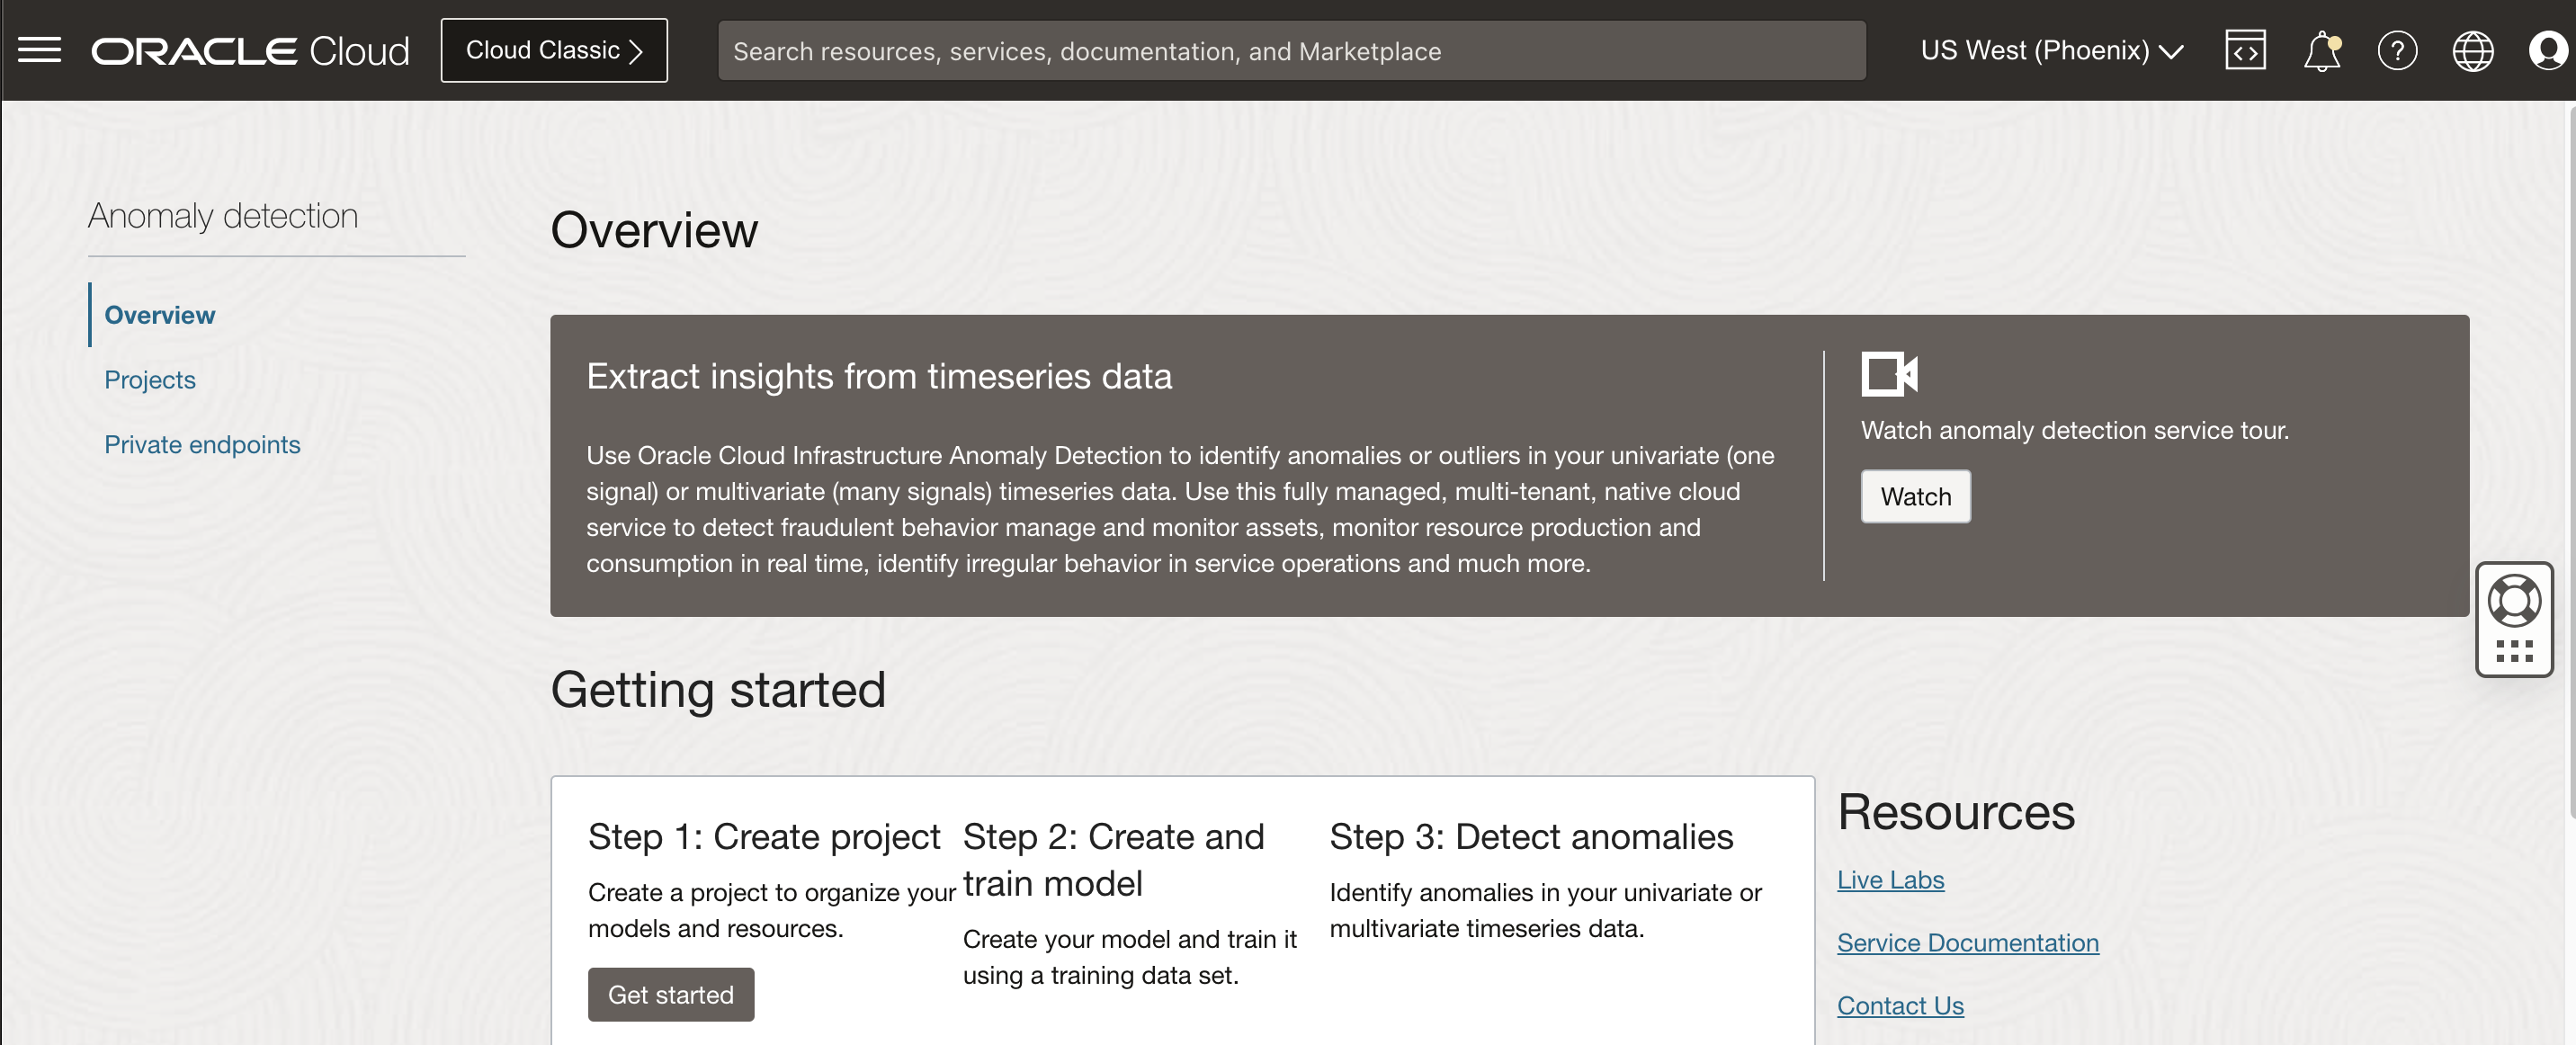 ORACLE Cloud
Cloud Classic
Search resources, services, documentation, and Marketplace
US West (Phoenix)
Anomaly detection
Overview
Projects
Private endpoints
Overview
Extract insights from timeseries data
Use Oracle Cloud Infrastructure Anomaly Detection to identify anomalies or outliers in your univariate (one
signal) or multivariate (many signals) timeseries data. Use this fully managed, multi-tenant, native cloud
service to detect fraudulent behavior manage and monitor assets, monitor resource production and
consumption in real time, identify irregular behavior in service operations and much more.
Watch anomaly detection service tour.
Watch
Getting started
Step 1: Create project
Create a project to organize your
models and resources.
Get started
Step 2: Create and
train model
Create your model and train it
using a training data set.
Step 3: Detect anomalies
Identify anomalies in your univariate or
multivariate timeseries data.
Resources
Live Labs
Service Documentation
Contact Us